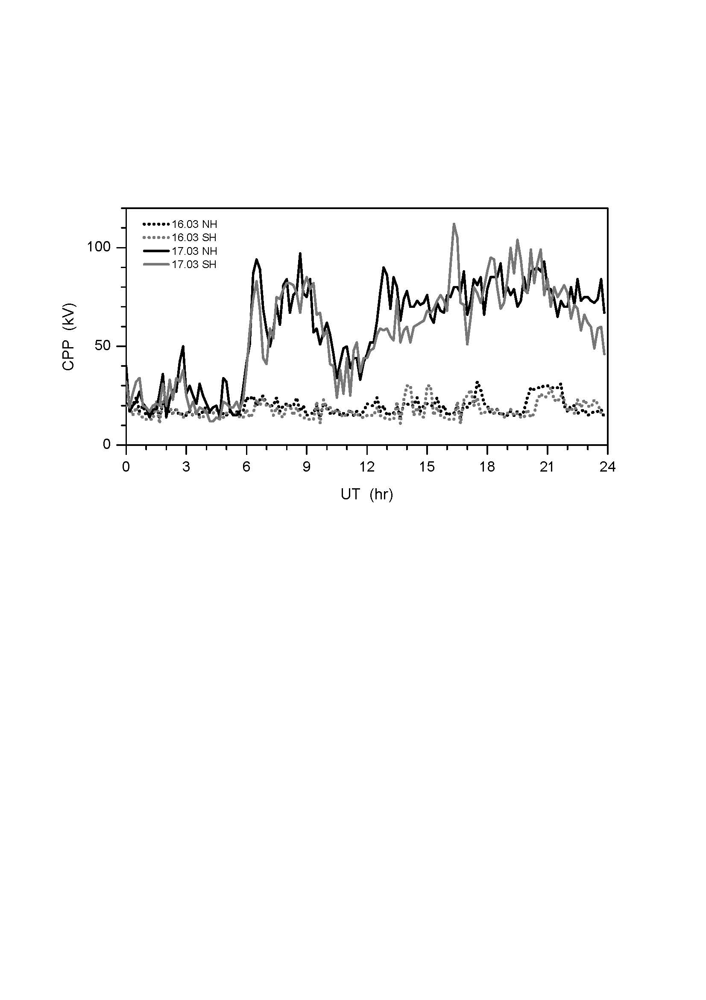 16.03 NH
16.03 SH
17.03 NH
17.03 SH
100
50
0
CPP (kV)
0 3 6 9 12 15 18 21 24
UT (hr)